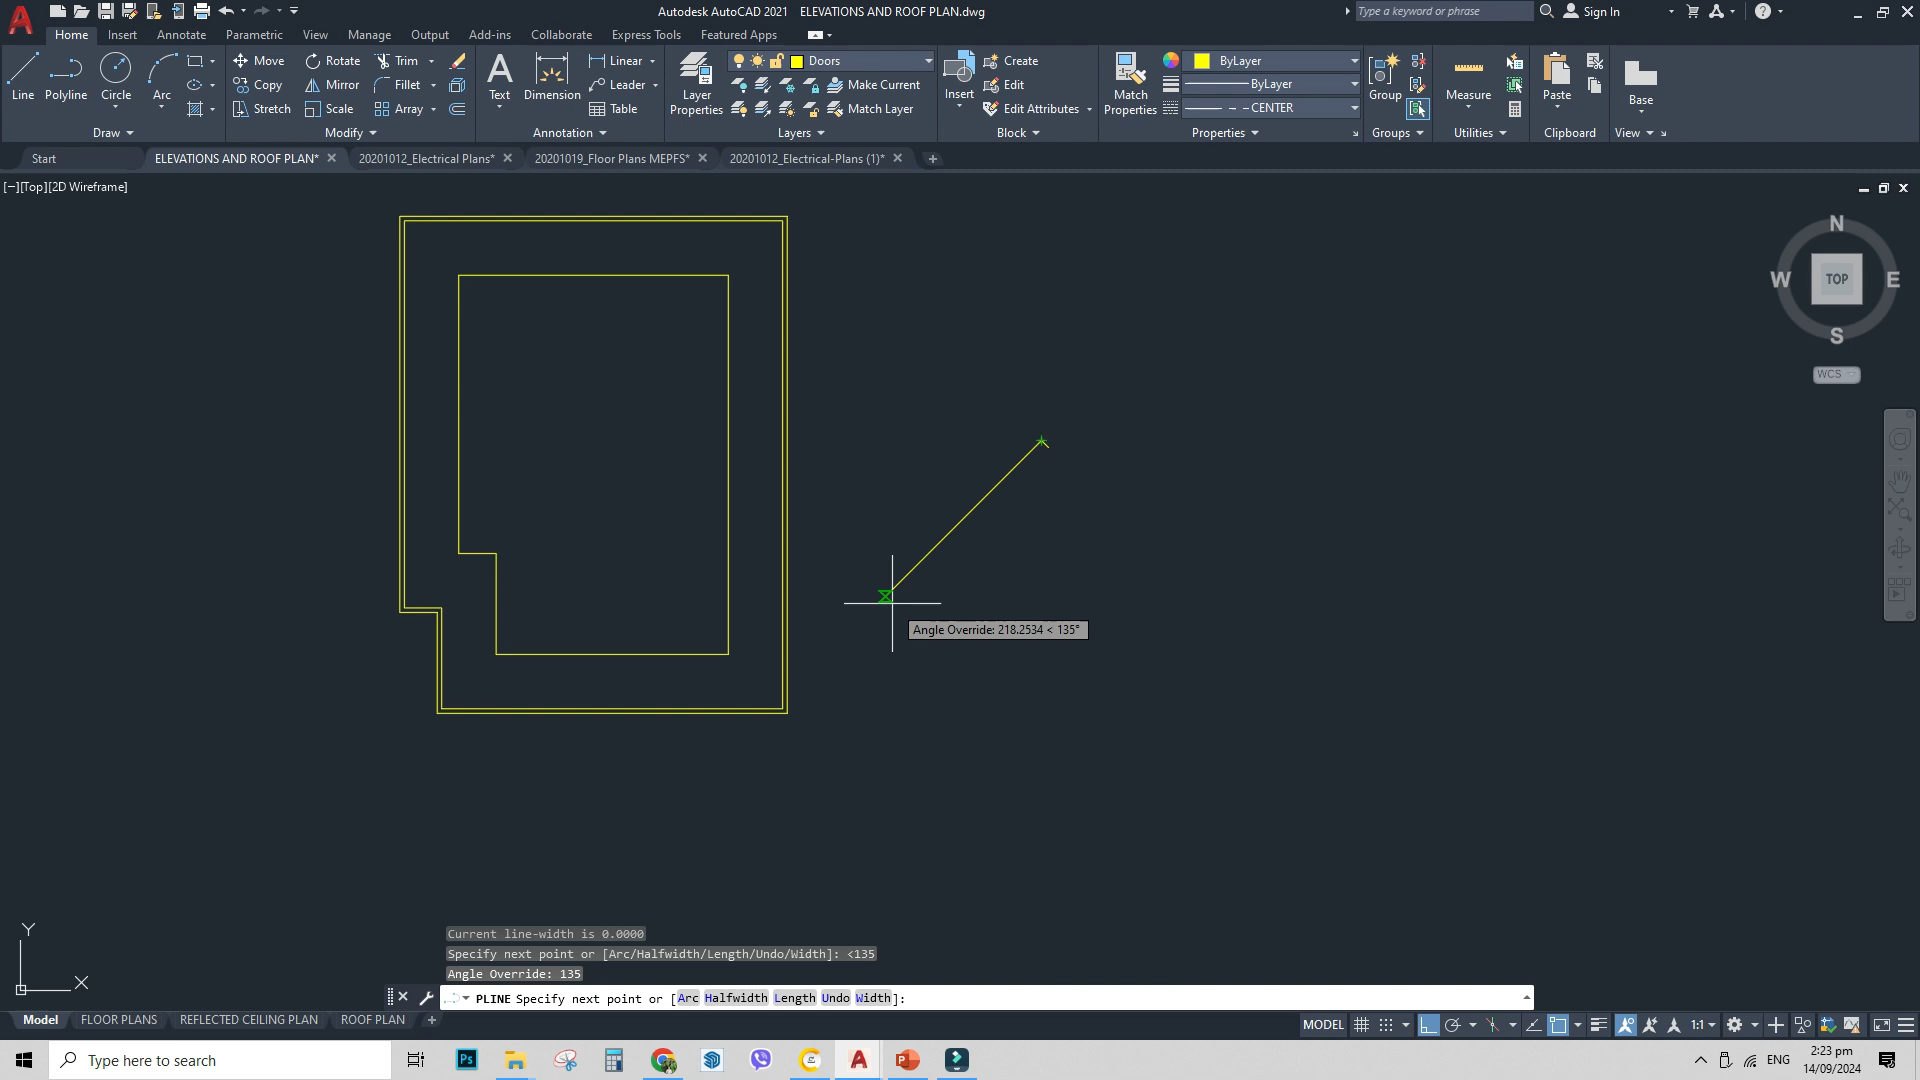 Autodesk AutoCAD 2021 ELEVATIONS AND ROOF PLAN.dwg
Type a keyword or phrase
Sign In
Home Insert Annotate Parametric View Manage Output Add-ins Collaborate Express Tools Featured Apps
Line Polyline Circle Arc
Draw
Move Rotate Trim
Copy Mirror Fillet
Stretch Scale Array
Modify
Text Dimension
Linear
Leader
Table
Annotation
Layer Properties
Doors
Make Current
Match Layer
Layers
Insert
Create
Edit
Edit Attributes
Block
Match Properties
ByLayer
ByLayer
CENTER
Properties
Group
Groups
Measure
Utilities
Paste
Clipboard
Base
View
Start ELEVATIONS AND ROOF PLAN* 20201012_Electrical Plans* 20201019_Floor Plans MEPFS* 20201012_Electrical-Plans (1)*
[−][Top][2D Wireframe]
N
W TOP E
S
WCS
Angle Override: 218.2534 < 135°
Y
X
Current line-width is 0.0000
Specify next point or [Arc/Halfwidth/Length/Undo/Width]: <135
Angle Override: 135
PLINE Specify next point or [Arc Halfwidth Length Undo Width]:
Model FLOOR PLANS REFLECTED CEILING PLAN ROOF PLAN
MODEL 1:1
Type here to search
Ps
ENG
2:23 pm
14/09/2024